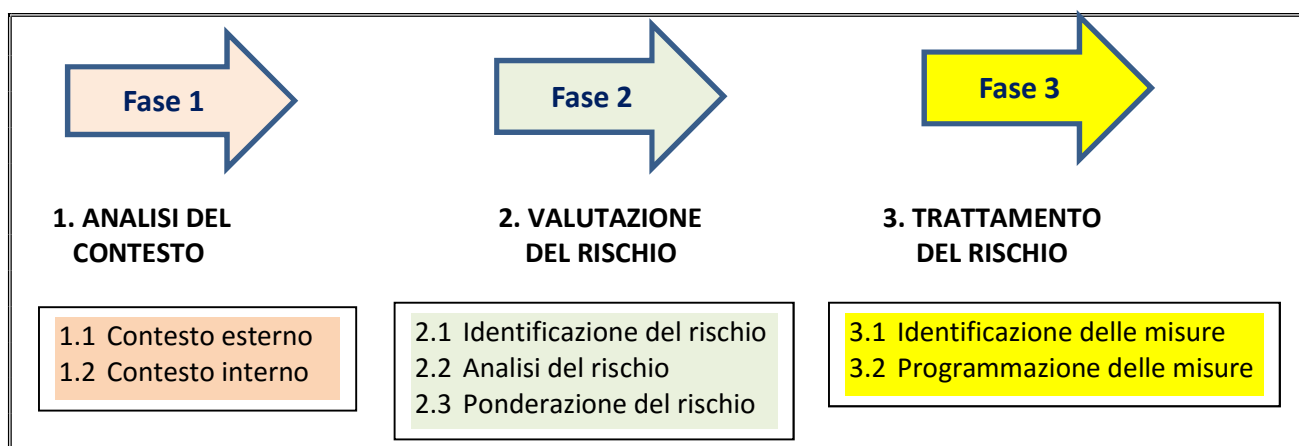 Fase 1
Fase 2
Fase 3
1. ANALISI DEL
CONTESTO
2. VALUTAZIONE
DEL RISCHIO
3. TRATTAMENTO
DEL RISCHIO
1.1 Contesto esterno
1.2 Contesto interno
2.1 Identificazione del rischio
2.2 Analisi del rischio
2.3 Ponderazione del rischio
3.1 Identificazione delle misure
3.2 Programmazione delle misure